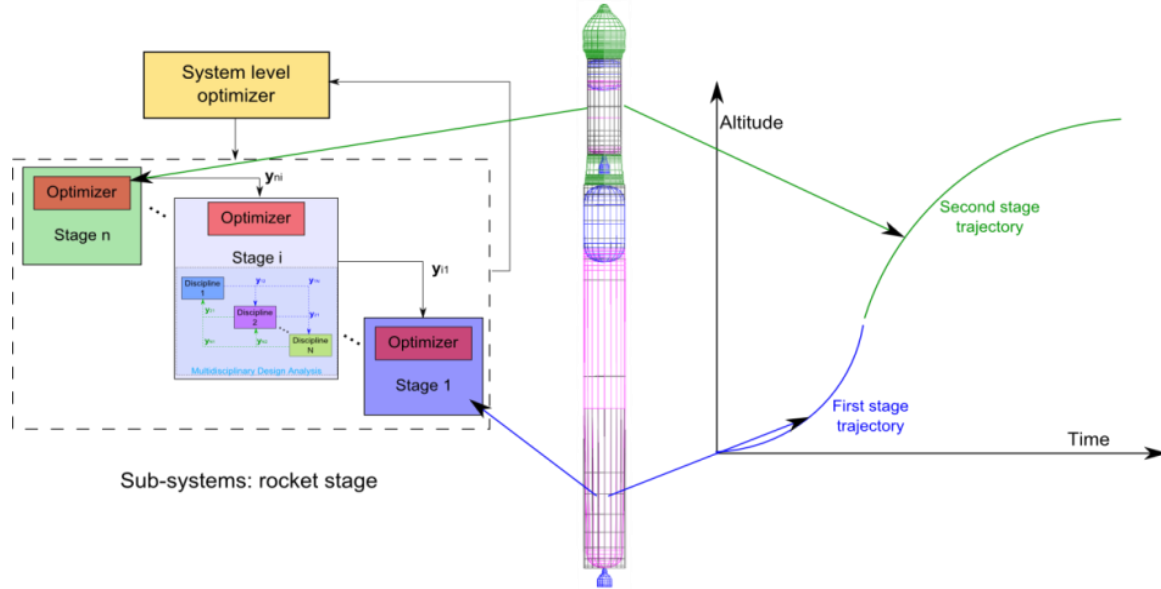 System level
optimizer
Optimizer
Stage n
yni
Optimizer
Stage i
Discipline
1
Discipline
2
Discipline
N
Multidisciplinary Design Analysis
yi1
Optimizer
Stage 1
Sub-systems: rocket stage
Altitude
Second stage
trajectory
First stage
trajectory
Time